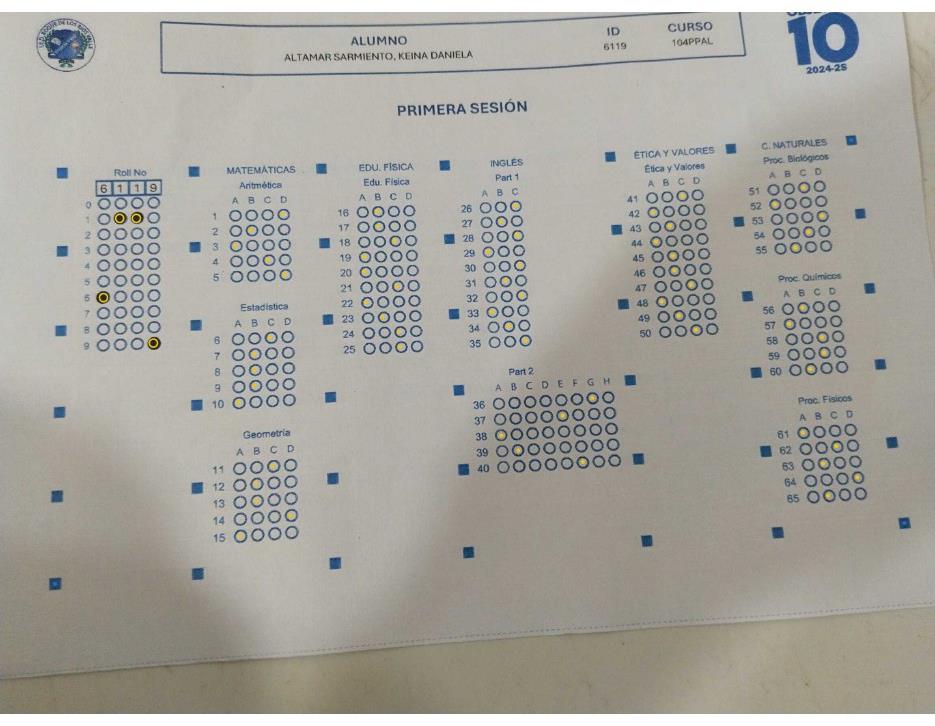 ALUMNO
ALTAMAR SARMIENTO, KEINA DANIELA
ID
6119
CURSO
104PPAL
10
2024-25
PRIMERA SESIÓN
Roll No
6 1 1 9
0
1
2
3
4
5
6
7
8
9
MATEMÁTICAS
Aritmética
A B C D
1
2
3
4
5
Estadística
A B C D
6
7
8
9
10
Geometría
A B C D
11
12
13
14
15
EDU. FÍSICA
Edu. Física
A B C D
16
17
18
19
20
21
22
23
24
25
INGLÉS
Part 1
A B C
26
27
28
29
30
31
32
33
34
35
Part 2
A B C D E F G H
36
37
38
39
40
ÉTICA Y VALORES
Ética y Valores
A B C D
41
42
43
44
45
46
47
48
49
50
C. NATURALES
Proc. Biológicos
A B C D
51
52
53
54
55
Proc. Químicos
A B C D
56
57
58
59
60
Proc. Físicos
A B C D
61
62
63
64
65